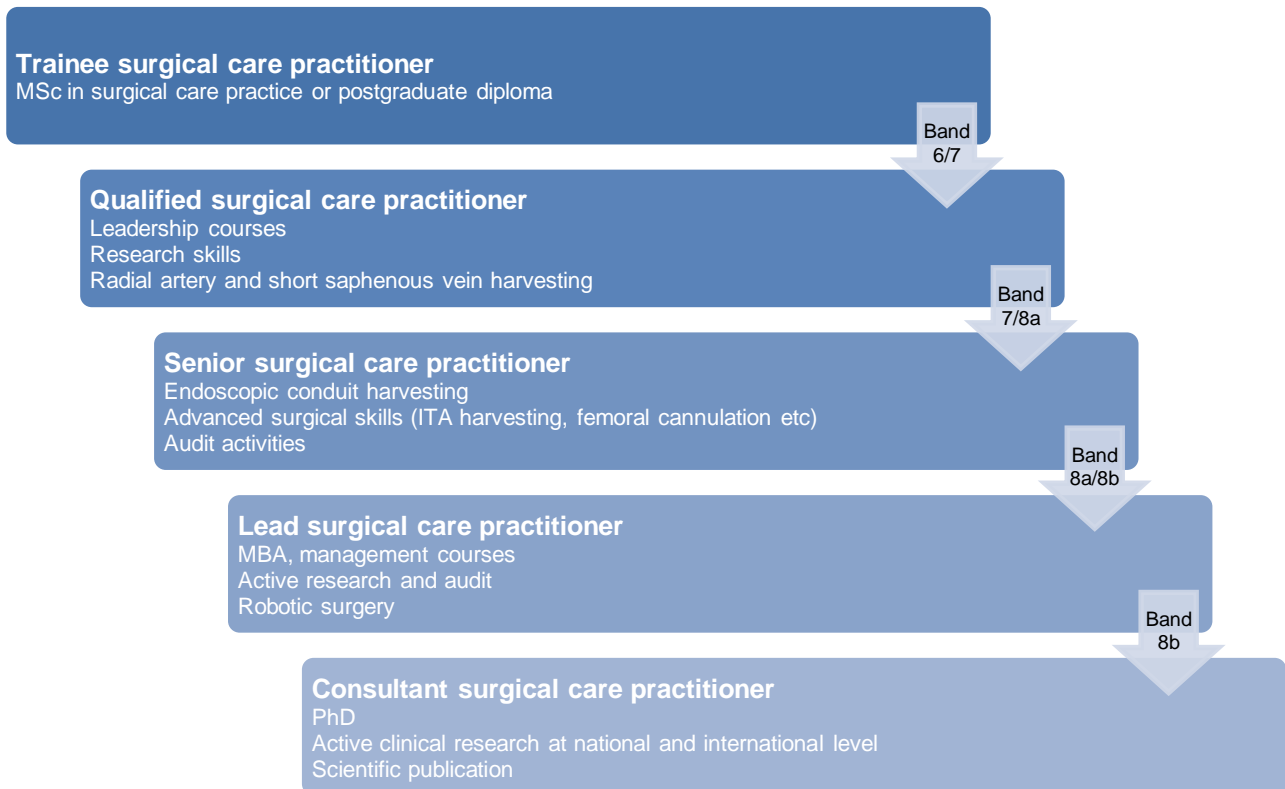 Trainee surgical care practitioner
MSc in surgical care practice or postgraduate diploma
Band
6/7
Qualified surgical care practitioner
Leadership courses
Research skills
Radial artery and short saphenous vein harvesting
Band
7/8a
Senior surgical care practitioner
Endoscopic conduit harvesting
Advanced surgical skills (ITA harvesting, femoral cannulation etc)
Audit activities
Band
8a/8b
Lead surgical care practitioner
MBA, management courses
Active research and audit
Robotic surgery
Band
8b
Consultant surgical care practitioner
PhD
Active clinical research at national and international level
Scientific publication